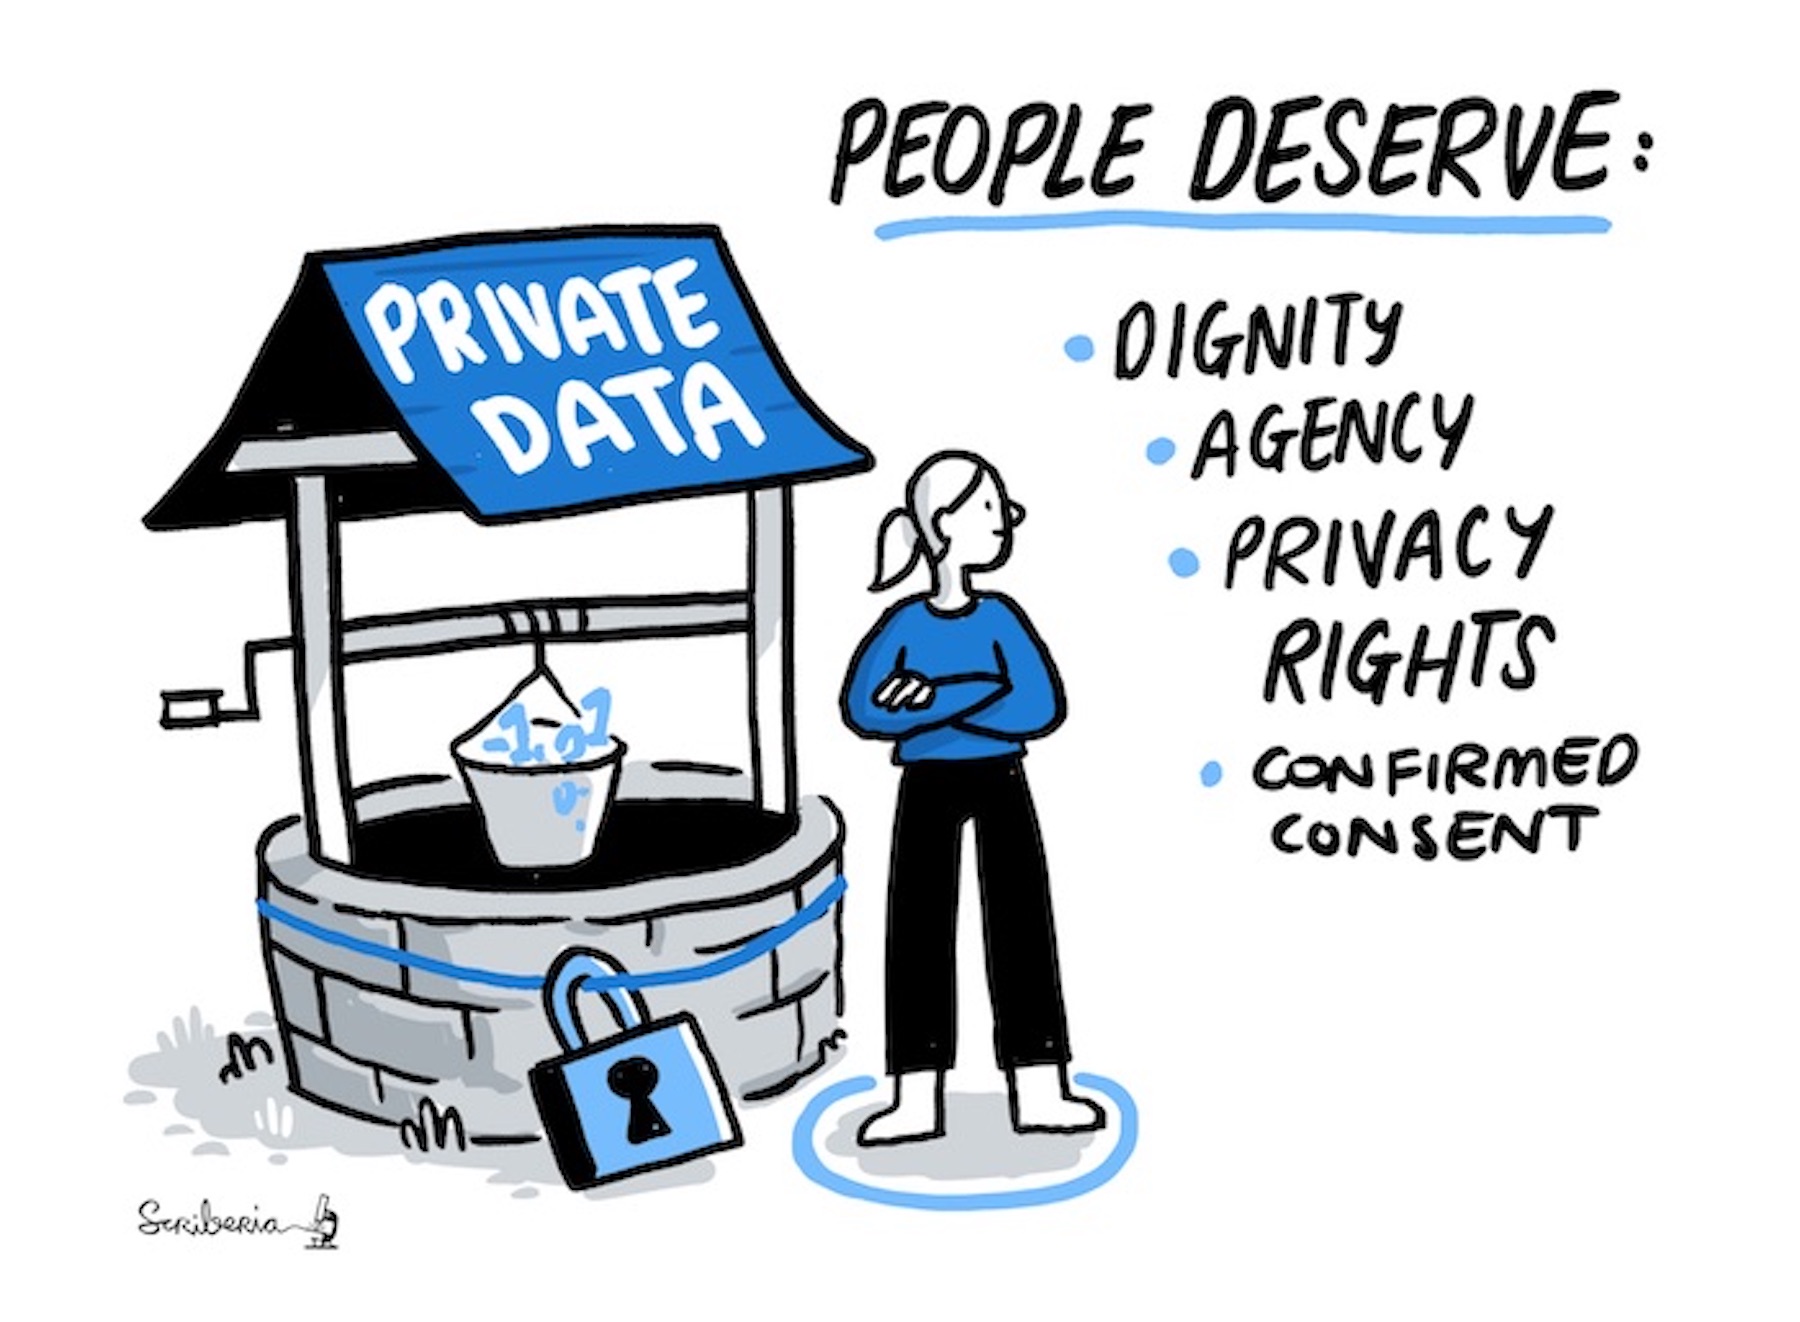 PEOPLE DESERVE:
PRIVATE
DATA
• DIGNITY
• AGENCY
• PRIVACY
RIGHTS
• CONFIRMED
CONSENT
Scriberia